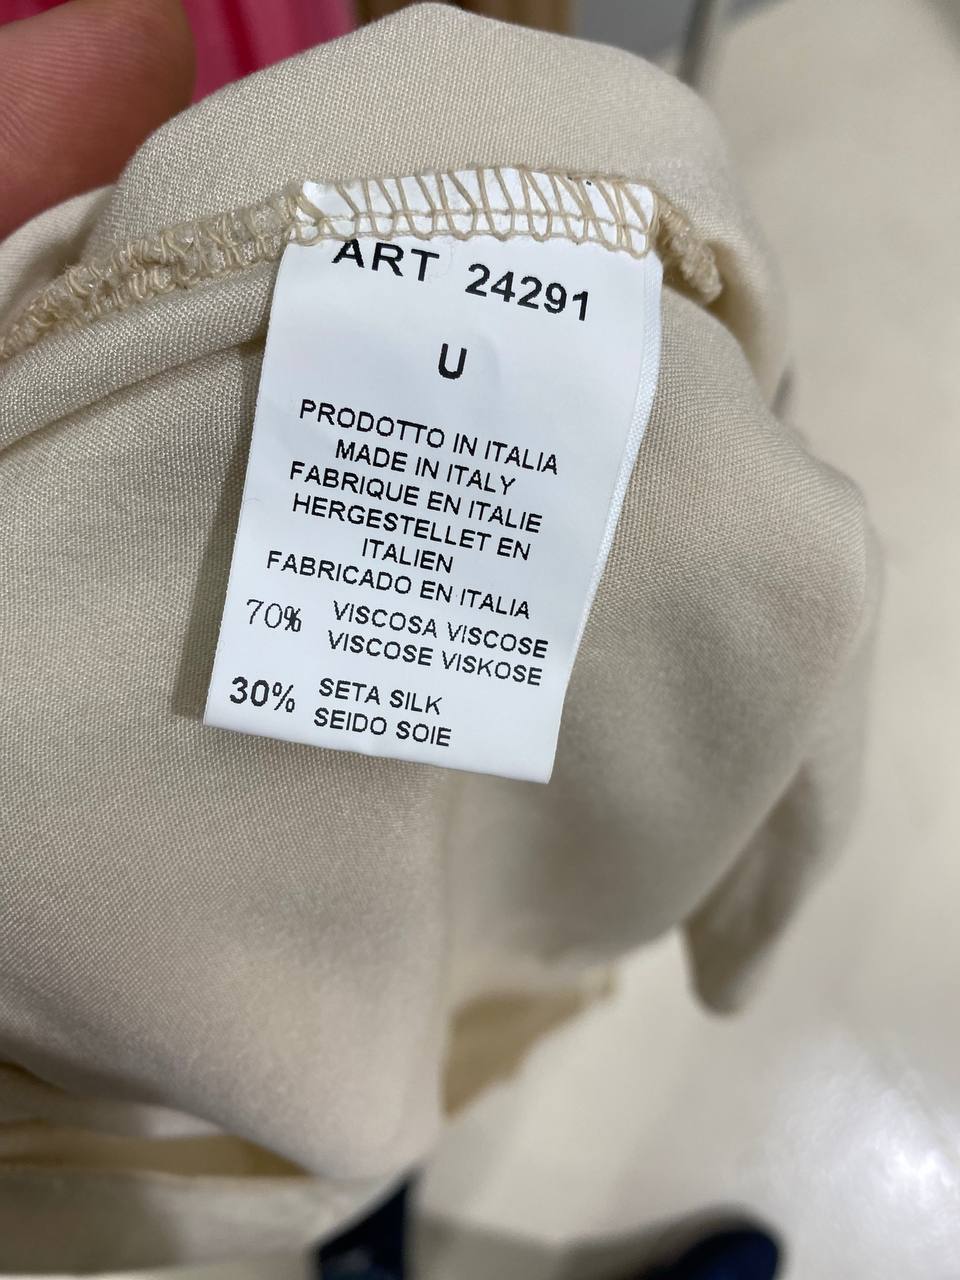 ART 24291
U
PRODOTTO IN ITALIA
MADE IN ITALY
FABRIQUE EN ITALIE
HERGESTELLET EN
ITALIEN
FABRICADO EN ITALIA
70% VISCOSA VISCOSE
VISCOSE VISKOSE
30% SETA SILK
SEIDO SOIE